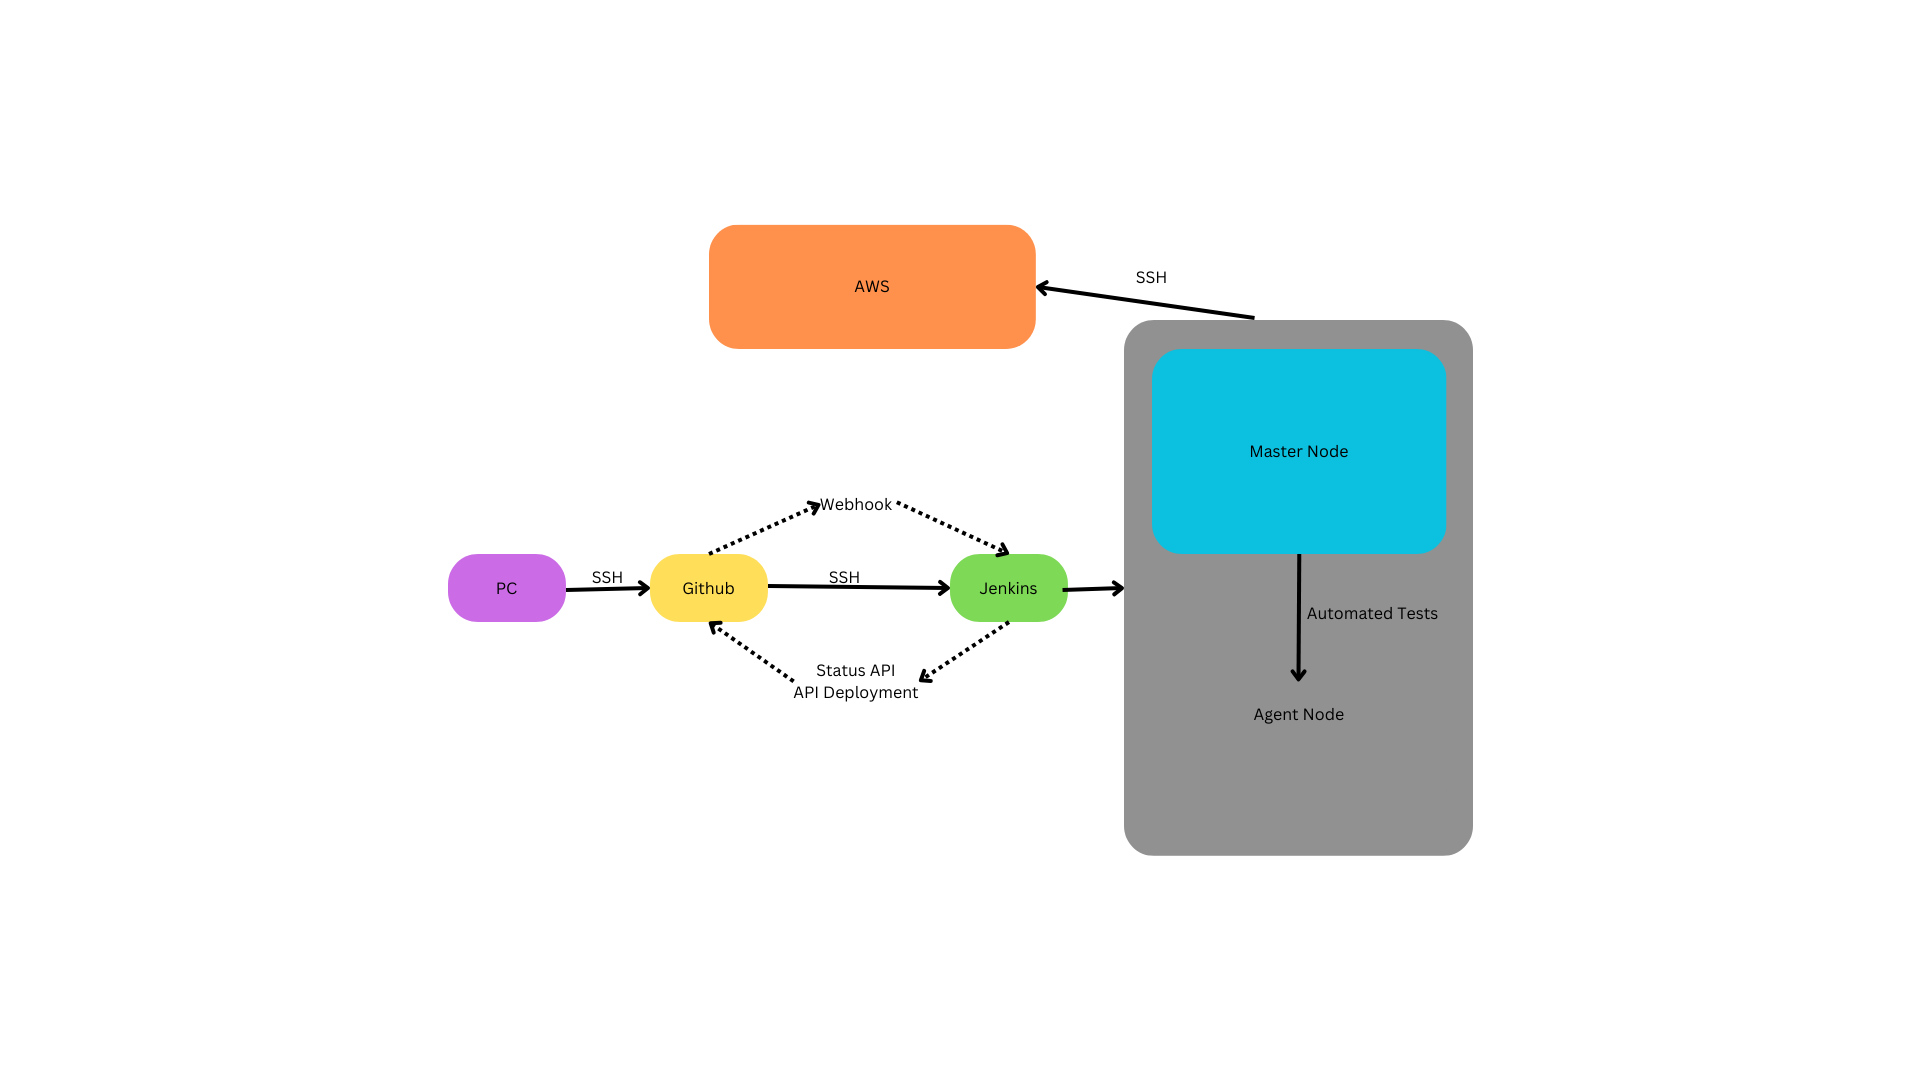 AWS
SSH
Master Node
Webhook
PC
SSH
Github
SSH
Jenkins
Automated Tests
Status API
API Deployment
Agent Node